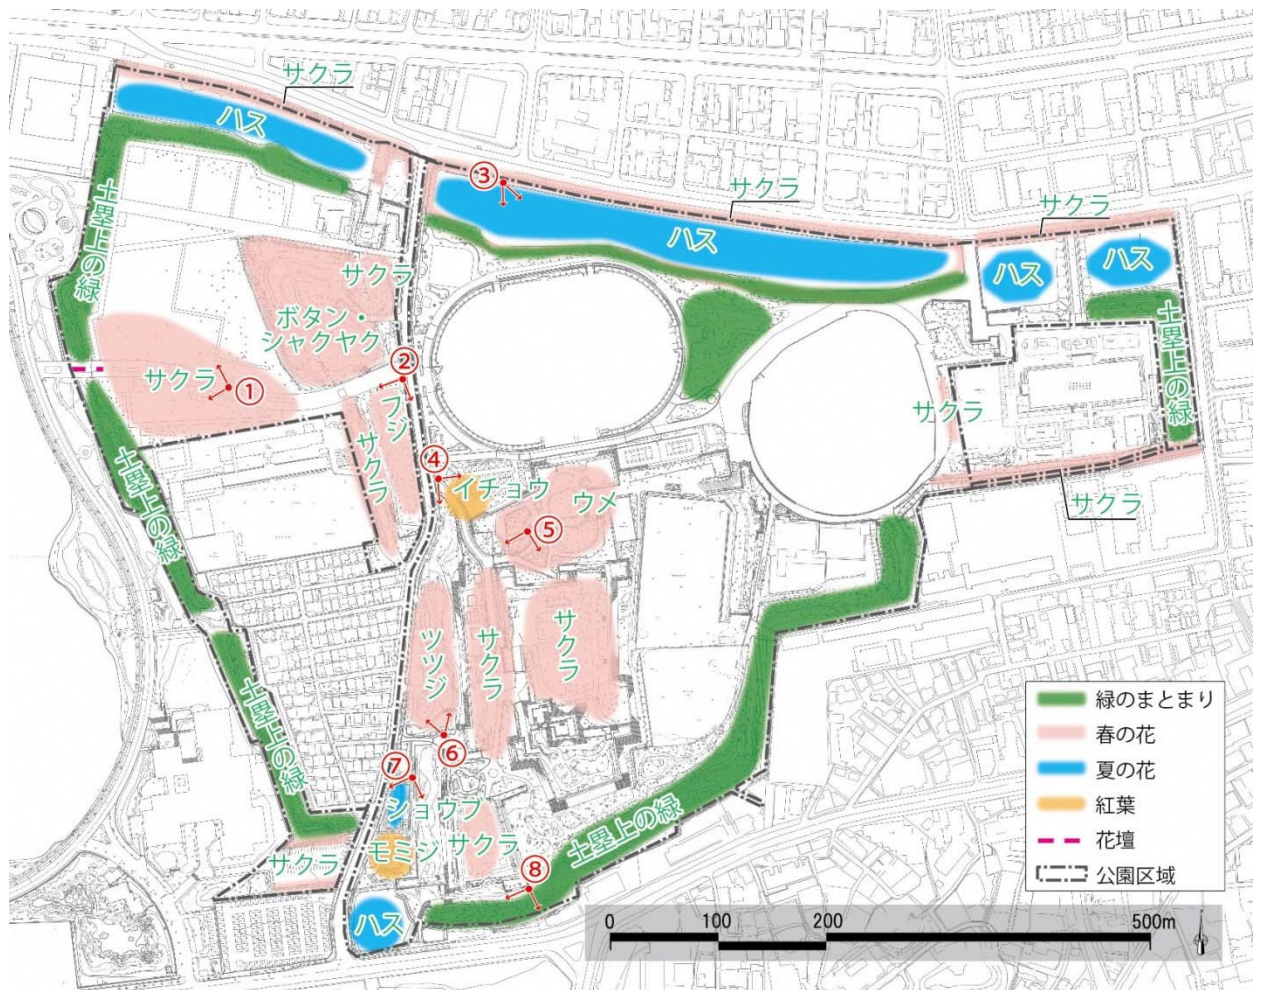 サクラ
ハス
③
サクラ
サクラ
ハス
ハス
ハス
土塁上の緑
サクラ
ボタン・
シャクヤク
サクラ
①
②
フジ
サクラ
サクラ
土塁上の緑
土塁上の緑
④
イチョウ
ウメ
⑤
サクラ
土塁上の緑
ツツジ
サクラ
サクラ
⑥
⑦
ショウブ
モミジ
サクラ
サクラ
⑧
ハス
土塁上の緑
緑のまとまり
春の花
夏の花
紅葉
花壇
公園区域
0 100 200 500m